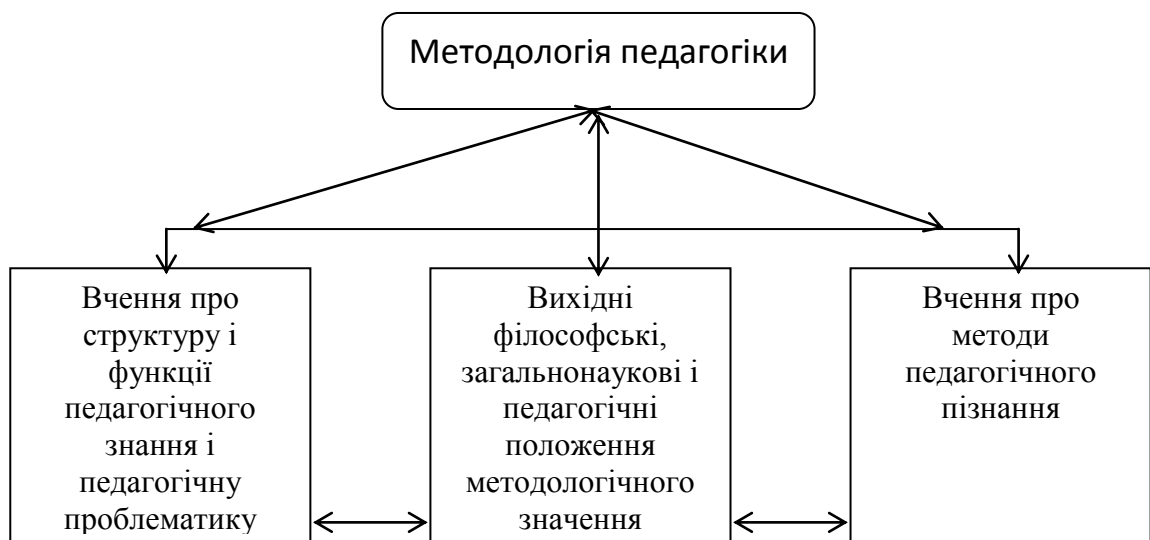 Методологія педагогіки
Вчення про
структуру і
функції
педагогічного
знання і
педагогічну
проблематику
Вихідні
філософські,
загальнонаукові і
педагогічні
положення
методологічного
значення
Вчення про
методи
педагогічного
пізнання